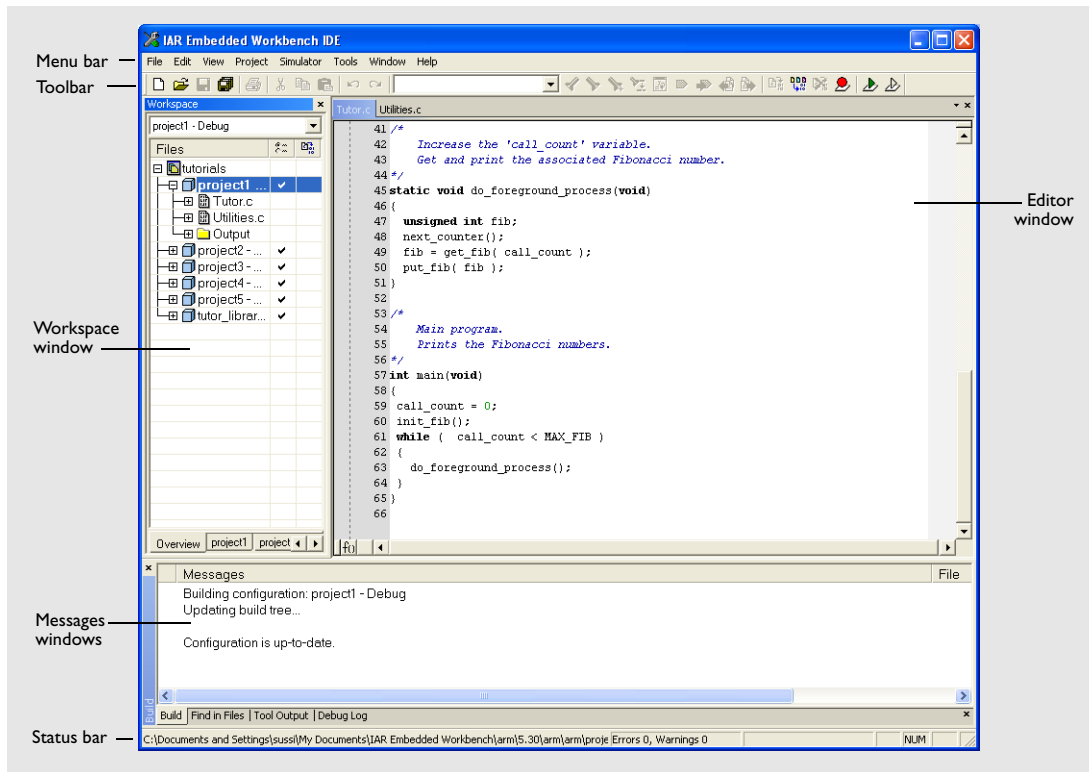 IAR Embedded Workbench IDE
Menu bar
File Edit View Project Simulator Tools Window Help
Toolbar
Workspace
Tutor.c Utilities.c
project1 - Debug
Files
tutorials
project1 ...
Tutor.c
Utilities.c
Output
project2 - ...
project3 - ...
project4 - ...
project5 - ...
tutor_librar...
Overview project1 project
41 /*
42 Increase the 'call_count' variable.
43 Get and print the associated Fibonacci number.
44 */
45 static void do_foreground_process(void)
46 {
47 unsigned int fib;
48 next_counter();
49 fib = get_fib( call_count );
50 put_fib( fib );
51 }
52
53 /*
54 Main program.
55 Prints the Fibonacci numbers.
56 */
57 int main(void)
58 {
59 call_count = 0;
60 init_fib();
61 while ( call_count < MAX_FIB )
62 {
63 do_foreground_process();
64 }
65 }
66
Editor
window
Workspace
window
Messages File
Building configuration: project1 - Debug
Updating build tree...
Configuration is up-to-date.
Messages
windows
Build
Build Find in Files Tool Output Debug Log
Status bar
C:\Documents and Settings\sussi\My Documents\IAR Embedded Workbench\arm\5.30\arm\arm\proje Errors 0, Warnings 0 NUM